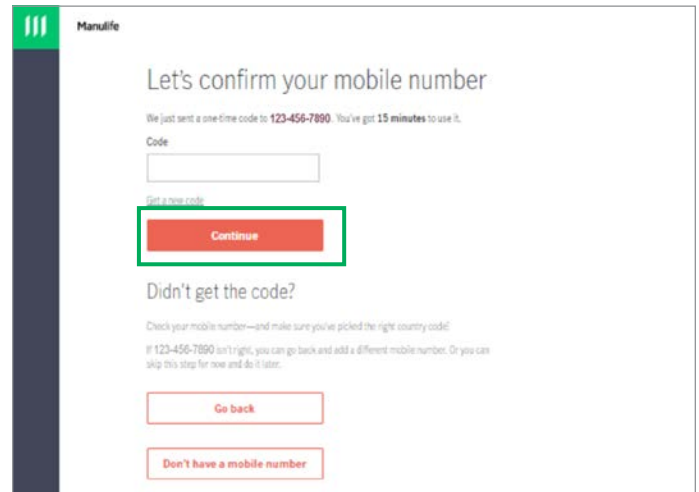 Manulife
Let's confirm your mobile number
We just sent a one-time code to 123-456-7890. You've got 15 minutes to use it.
Code
Get a new code
Continue
Didn't get the code?
Check your mobile number—and make sure you've picked the right country code!
If 123-456-7890 isn't right, you can go back and add a different mobile number. Or you can
skip this step for now and do it later.
Go back
Don't have a mobile number